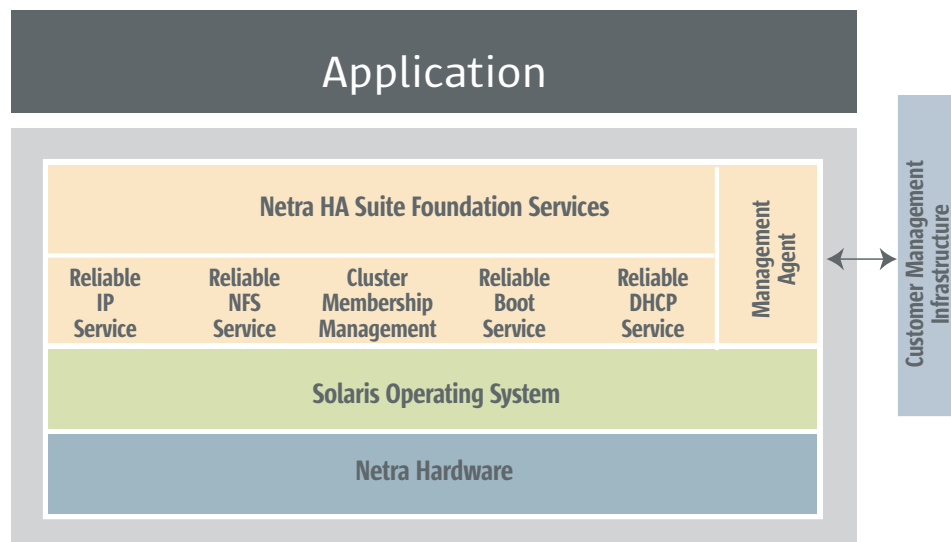 Application
Netra HA Suite Foundation Services
Reliable
IP
Service
Reliable
NFS
Service
Cluster
Membership
Management
Reliable
Boot
Service
Reliable
DHCP
Service
Management
Agent
Customer Management
Infrastructure
Solaris Operating System
Netra Hardware